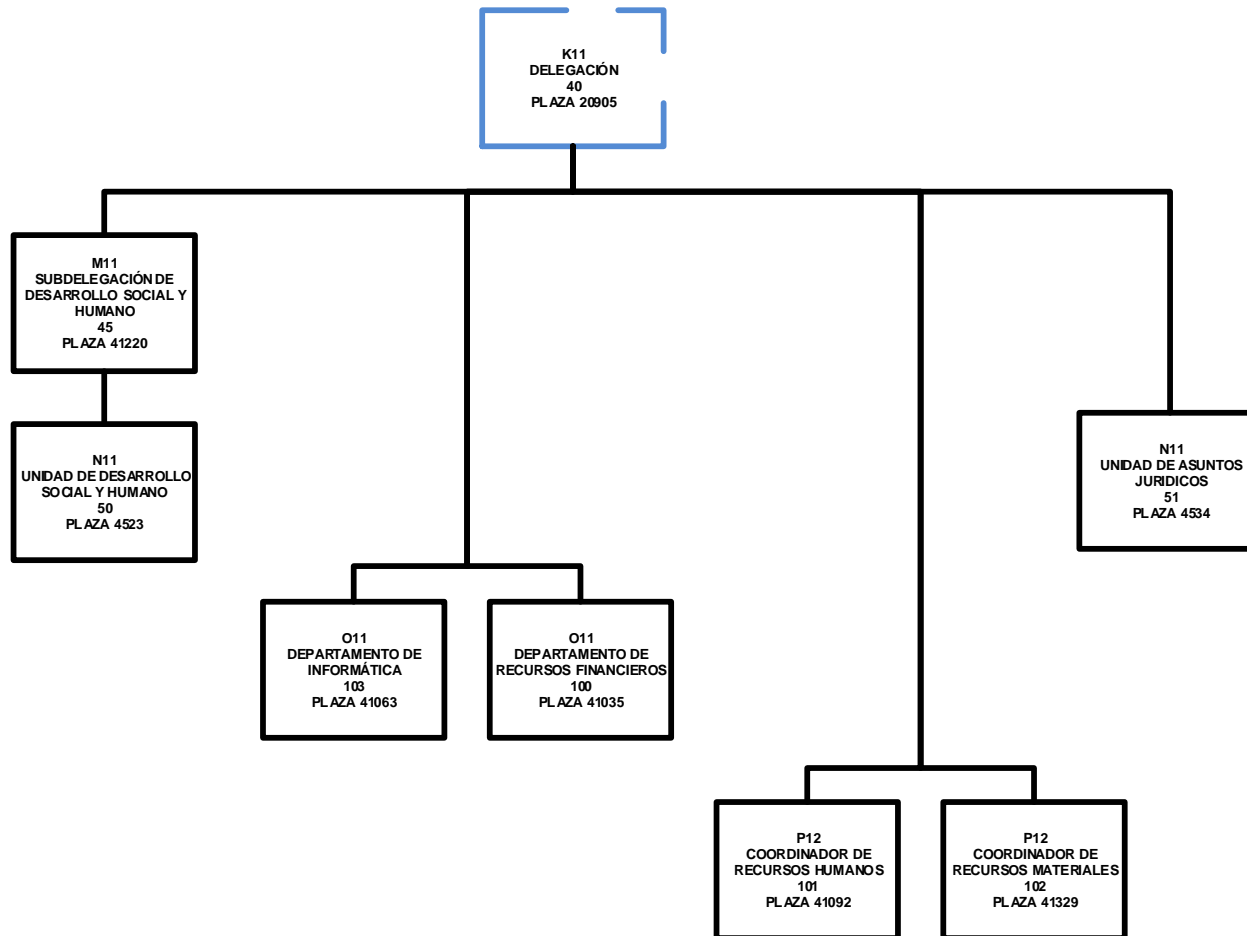 K11
DELEGACIÓN
40
PLAZA 20905
M11
SUBDELEGACIÓN DE
DESARROLLO SOCIAL Y
HUMANO
45
PLAZA 41220
N11
UNIDAD DE DESARROLLO
SOCIAL Y HUMANO
50
PLAZA 4523
N11
UNIDAD DE ASUNTOS
JURIDICOS
51
PLAZA 4534
O11
DEPARTAMENTO DE
INFORMÁTICA
103
PLAZA 41063
O11
DEPARTAMENTO DE
RECURSOS FINANCIEROS
100
PLAZA 41035
P12
COORDINADOR DE
RECURSOS HUMANOS
101
PLAZA 41092
P12
COORDINADOR DE
RECURSOS MATERIALES
102
PLAZA 41329